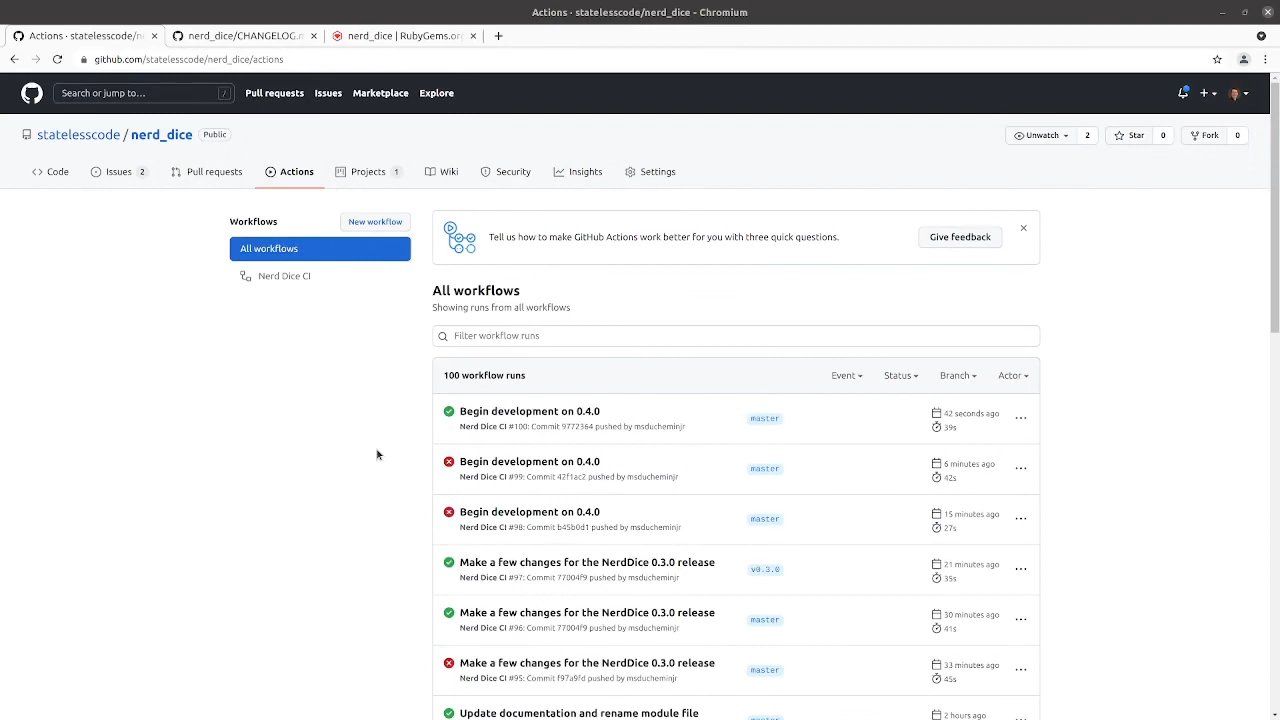 Actions · statelesscode/nerd_dice - Chromium
Actions · statelesscode/ne
nerd_dice/CHANGELOG.m
nerd_dice | RubyGems.org
github.com/statelesscode/nerd_dice/actions
Search or jump to... /
Pull requests Issues Marketplace Explore
statelesscode / nerd_dice Public
Unwatch 2 Star 0 Fork 0
Code Issues 2 Pull requests Actions Projects 1 Wiki Security Insights Settings
Workflows New workflow
All workflows
Nerd Dice CI
Tell us how to make GitHub Actions work better for you with three quick questions. Give feedback
All workflows
Showing runs from all workflows
Filter workflow runs
100 workflow runs Event Status Branch Actor
Begin development on 0.4.0
Nerd Dice CI #100: Commit 9772364 pushed by msducheminjr
master
42 seconds ago
39s
Begin development on 0.4.0
Nerd Dice CI #99: Commit 42f1ac2 pushed by msducheminjr
master
6 minutes ago
42s
Begin development on 0.4.0
Nerd Dice CI #98: Commit b45b0d1 pushed by msducheminjr
master
15 minutes ago
27s
Make a few changes for the NerdDice 0.3.0 release
Nerd Dice CI #97: Commit 77004f9 pushed by msducheminjr
v0.3.0
21 minutes ago
35s
Make a few changes for the NerdDice 0.3.0 release
Nerd Dice CI #96: Commit 77004f9 pushed by msducheminjr
master
30 minutes ago
41s
Make a few changes for the NerdDice 0.3.0 release
Nerd Dice CI #95: Commit f97a9fd pushed by msducheminjr
master
33 minutes ago
45s
Update documentation and rename module file
master
2 hours ago